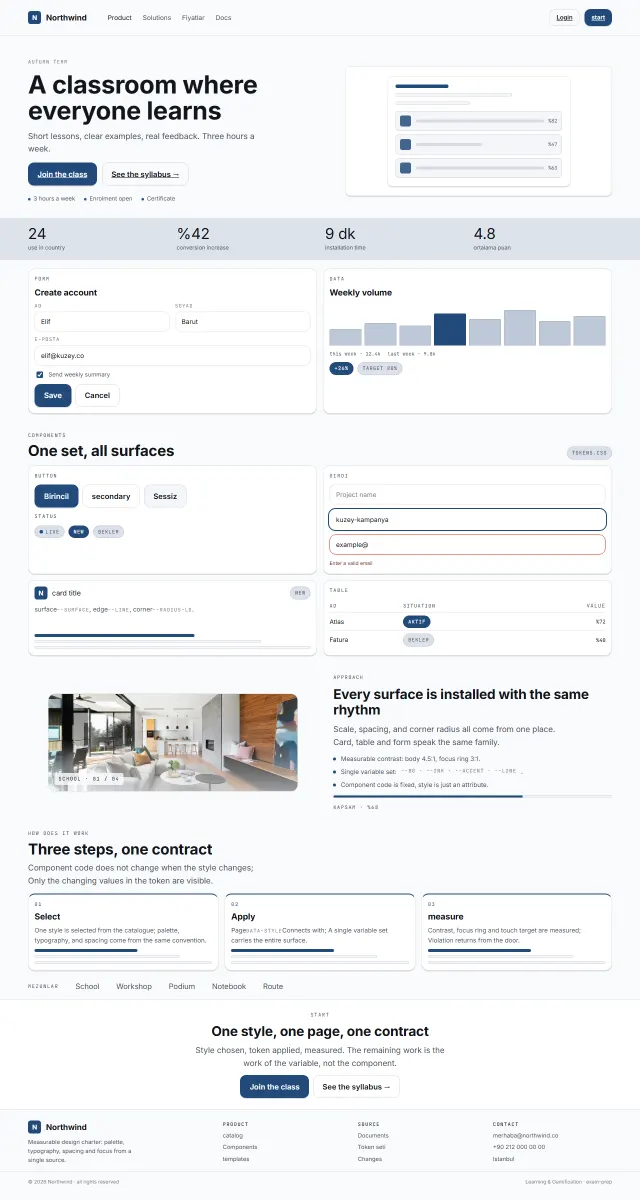 N Northwind Product Solutions Fiyatlar Docs Login start
AUTUMN TERM
A classroom where
everyone learns
Short lessons, clear examples, real feedback. Three hours a
week.
Join the class See the syllabus →
3 hours a week Enrolment open Certificate
%82
%47
%63
24 %42 9 dk 4.8
use in country conversion increase installation time ortalama puan
FORM
Create account
AD SOYAD
Elif Barut
E-POSTA
elif@kuzey.co
Send weekly summary
Save Cancel
DATA
Weekly volume
this week · 12.4k last week · 9.8k
+26% TARGET 20%
COMPONENTS
One set, all surfaces
TOKENS.CSS
BUTTON
Birincil secondary Sessiz
STATUS
LIVE NEW BEKLEM
BİRDİ
Project name
kuzey-kampanya
example@
Enter a valid email
N card title NEW
surface--SURFACE, edge--LINE, corner--RADIUS-LG.
TABLE
AD SITUATION VALUE
Atlas AKTIF %72
Fatura BEKLEM %48
SCHOOL · 01 / 04
APPROACH
Every surface is installed with the same
rhythm
Scale, spacing, and corner radius all come from one place.
Card, table and form speak the same family.
Measurable contrast: body 4.5:1, focus ring 3:1.
Single variable set: --BG · --INK · --ACCENT · --LINE .
Component code is fixed, style is just an attribute.
KAPSAM · %68
HOW DOES IT WORK
Three steps, one contract
Component code does not change when the style changes;
Only the changing values in the token are visible.
01
Select
One style is selected from the catalogue; palette,
typography, and spacing come from the same convention.
02
Apply
PageDATA-STYLEConnects with; A single variable set
carries the entire surface.
03
measure
Contrast, focus ring and touch target are measured;
Violation returns from the door.
MEZUNLAR School Workshop Podium Notebook Route
START
One style, one page, one contract
Style chosen, token applied, measured. The remaining work is the
work of the variable, not the component.
Join the class See the syllabus →
N Northwind
Measurable design charter: palette,
typography, spacing and focus from a
single source.
PRODUCT
catalog
Components
templates
SOURCE
Documents
Token seti
Changes
CONTACT
merhaba@northwind.co
+90 212 000 00 00
Istanbul
© 2026 Northwind · all rights reserved Learning & Gamification · exam-prep